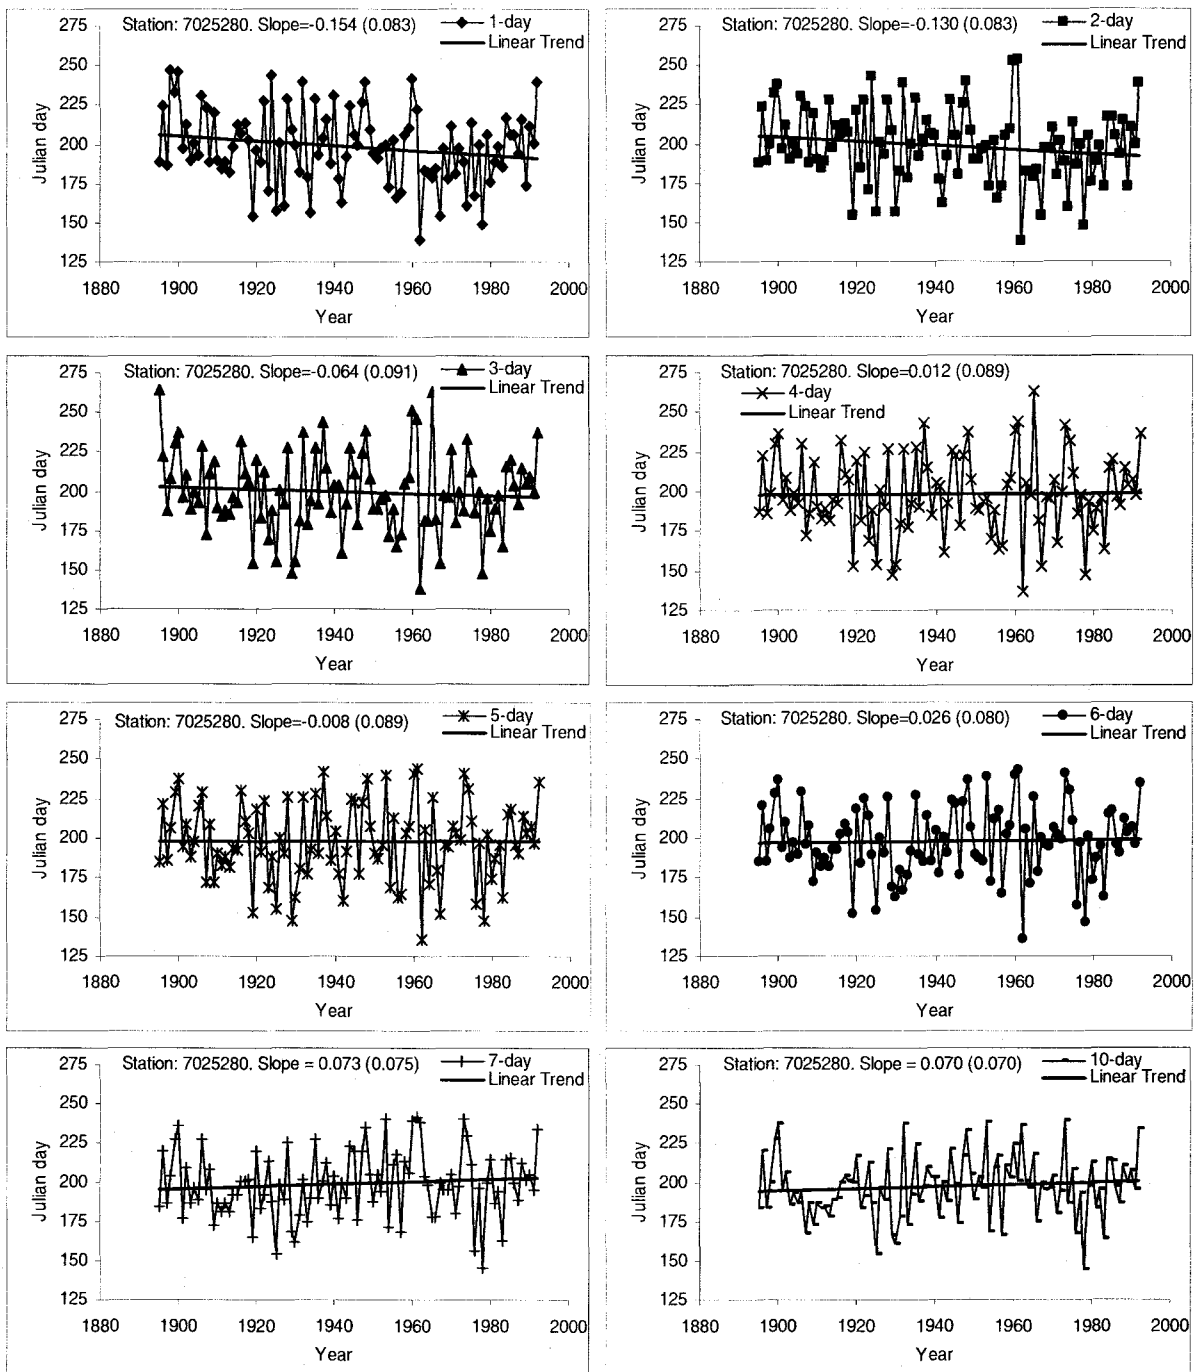 Station: 7025280. Slope=-0.154 (0.083)
1-day
Linear Trend
275
250
225
200
175
150
125
Julian day
1880 1900 1920 1940 1960 1980 2000
Year
Station: 7025280. Slope=-0.130 (0.083)
2-day
Linear Trend
275
250
225
200
175
150
125
Julian day
1880 1900 1920 1940 1960 1980 2000
Year
Station: 7025280. Slope=-0.064 (0.091)
3-day
Linear Trend
275
250
225
200
175
150
125
Julian day
1880 1900 1920 1940 1960 1980 2000
Year
Station: 7025280. Slope=0.012 (0.089)
4-day
Linear Trend
275
250
225
200
175
150
125
Julian day
1880 1900 1920 1940 1960 1980 2000
Year
Station: 7025280. Slope=-0.008 (0.089)
5-day
Linear Trend
275
250
225
200
175
150
125
Julian day
1880 1900 1920 1940 1960 1980 2000
Year
Station: 7025280. Slope=0.026 (0.080)
6-day
Linear Trend
275
250
225
200
175
150
125
Julian day
1880 1900 1920 1940 1960 1980 2000
Year
Station: 7025280. Slope = 0.073 (0.075)
7-day
Linear Trend
275
250
225
200
175
150
125
Julian day
1880 1900 1920 1940 1960 1980 2000
Year
Station: 7025280. Slope = 0.070 (0.070)
10-day
Linear Trend
275
250
225
200
175
150
125
Julian day
1880 1900 1920 1940 1960 1980 2000
Year